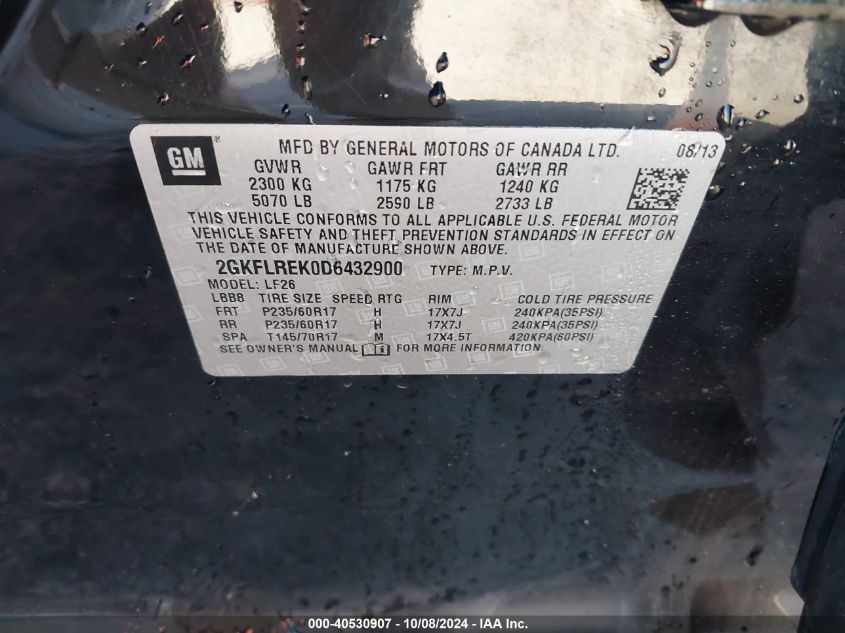 GM
MFD BY GENERAL MOTORS OF CANADA LTD. 08/13
GVWR GAWR FRT GAWR RR
2300 KG 1175 KG 1240 KG
5070 LB 2590 LB 2733 LB
THIS VEHICLE CONFORMS TO ALL APPLICABLE U.S. FEDERAL MOTOR
VEHICLE SAFETY AND THEFT PREVENTION STANDARDS IN EFFECT ON
THE DATE OF MANUFACTURE SHOWN ABOVE.
2GKFLREK0D6432900 TYPE: M.P.V.
MODEL: LF26
LBB8 TIRE SIZE SPEED RTG RIM COLD TIRE PRESSURE
FRT P235/60R17 H 17X7J 240KPA(35PSI)
RR P235/60R17 H 17X7J 240KPA(35PSI)
SPA T145/70R17 M 17X4.5T 420KPA(60PSI)
SEE OWNER'S MANUAL FOR MORE INFORMATION.
000-40530907 - 10/08/2024 - IAA Inc.